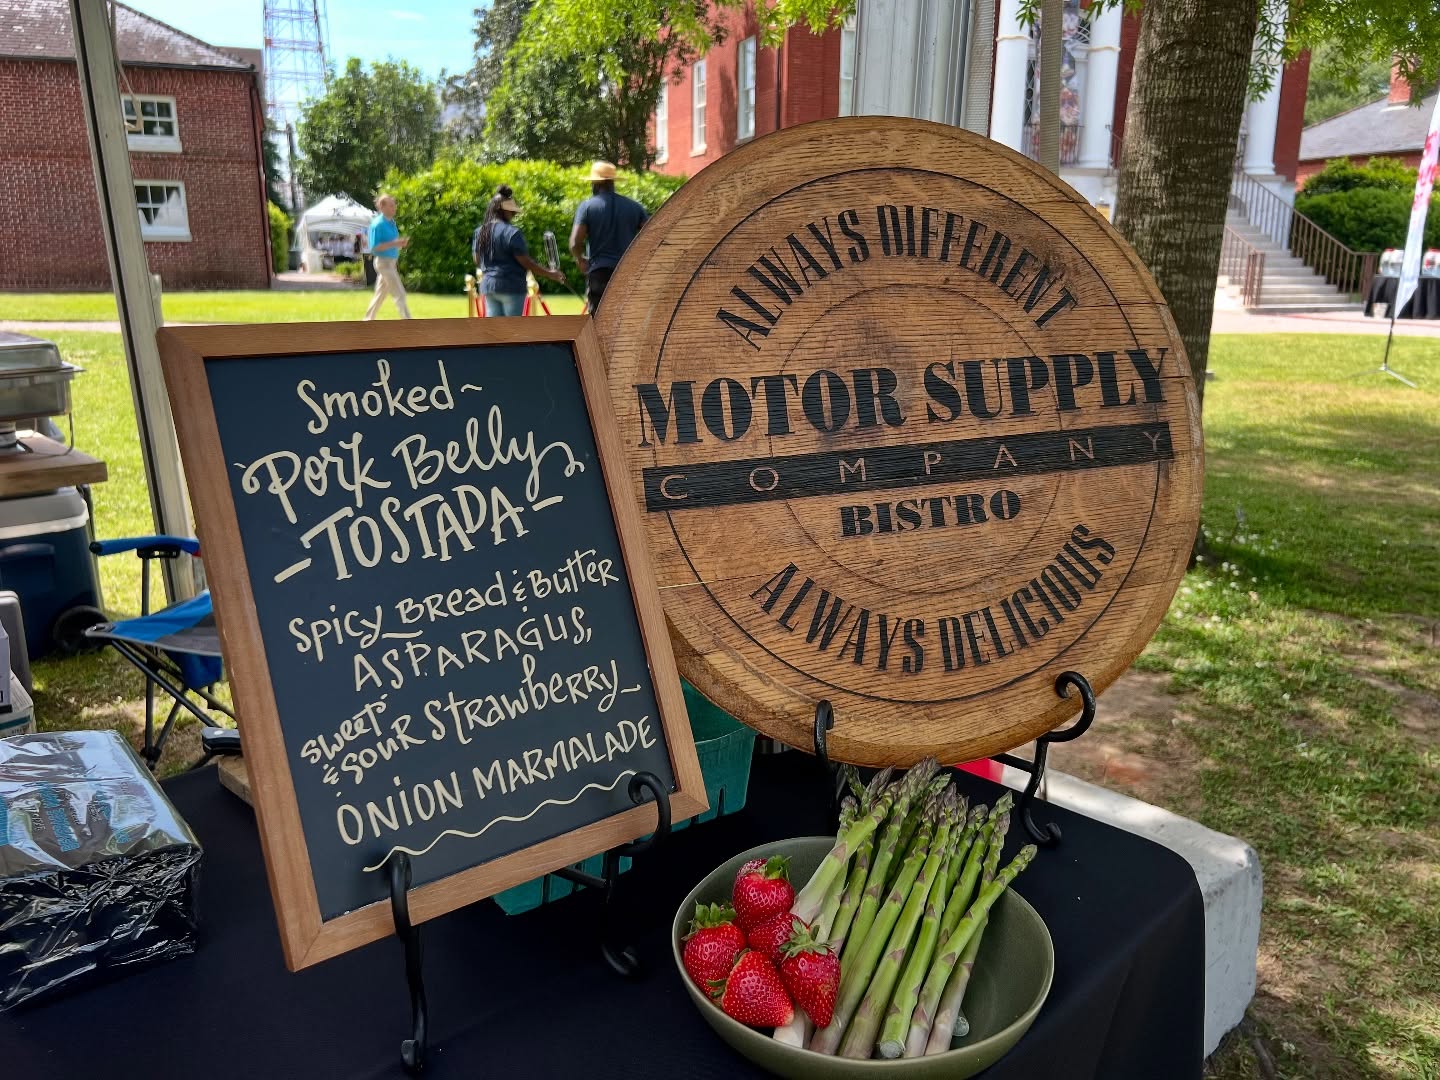 Smoked~
Pork Belly
-TOSTADA-
Spicy Bread & Butter
ASPARAGUS,
Sweet
& Sour Strawberry
ONION MARMALADE
ALWAYS DIFFERENT
MOTOR SUPPLY
COMPANY
BISTRO
ALWAYS DELICIOUS